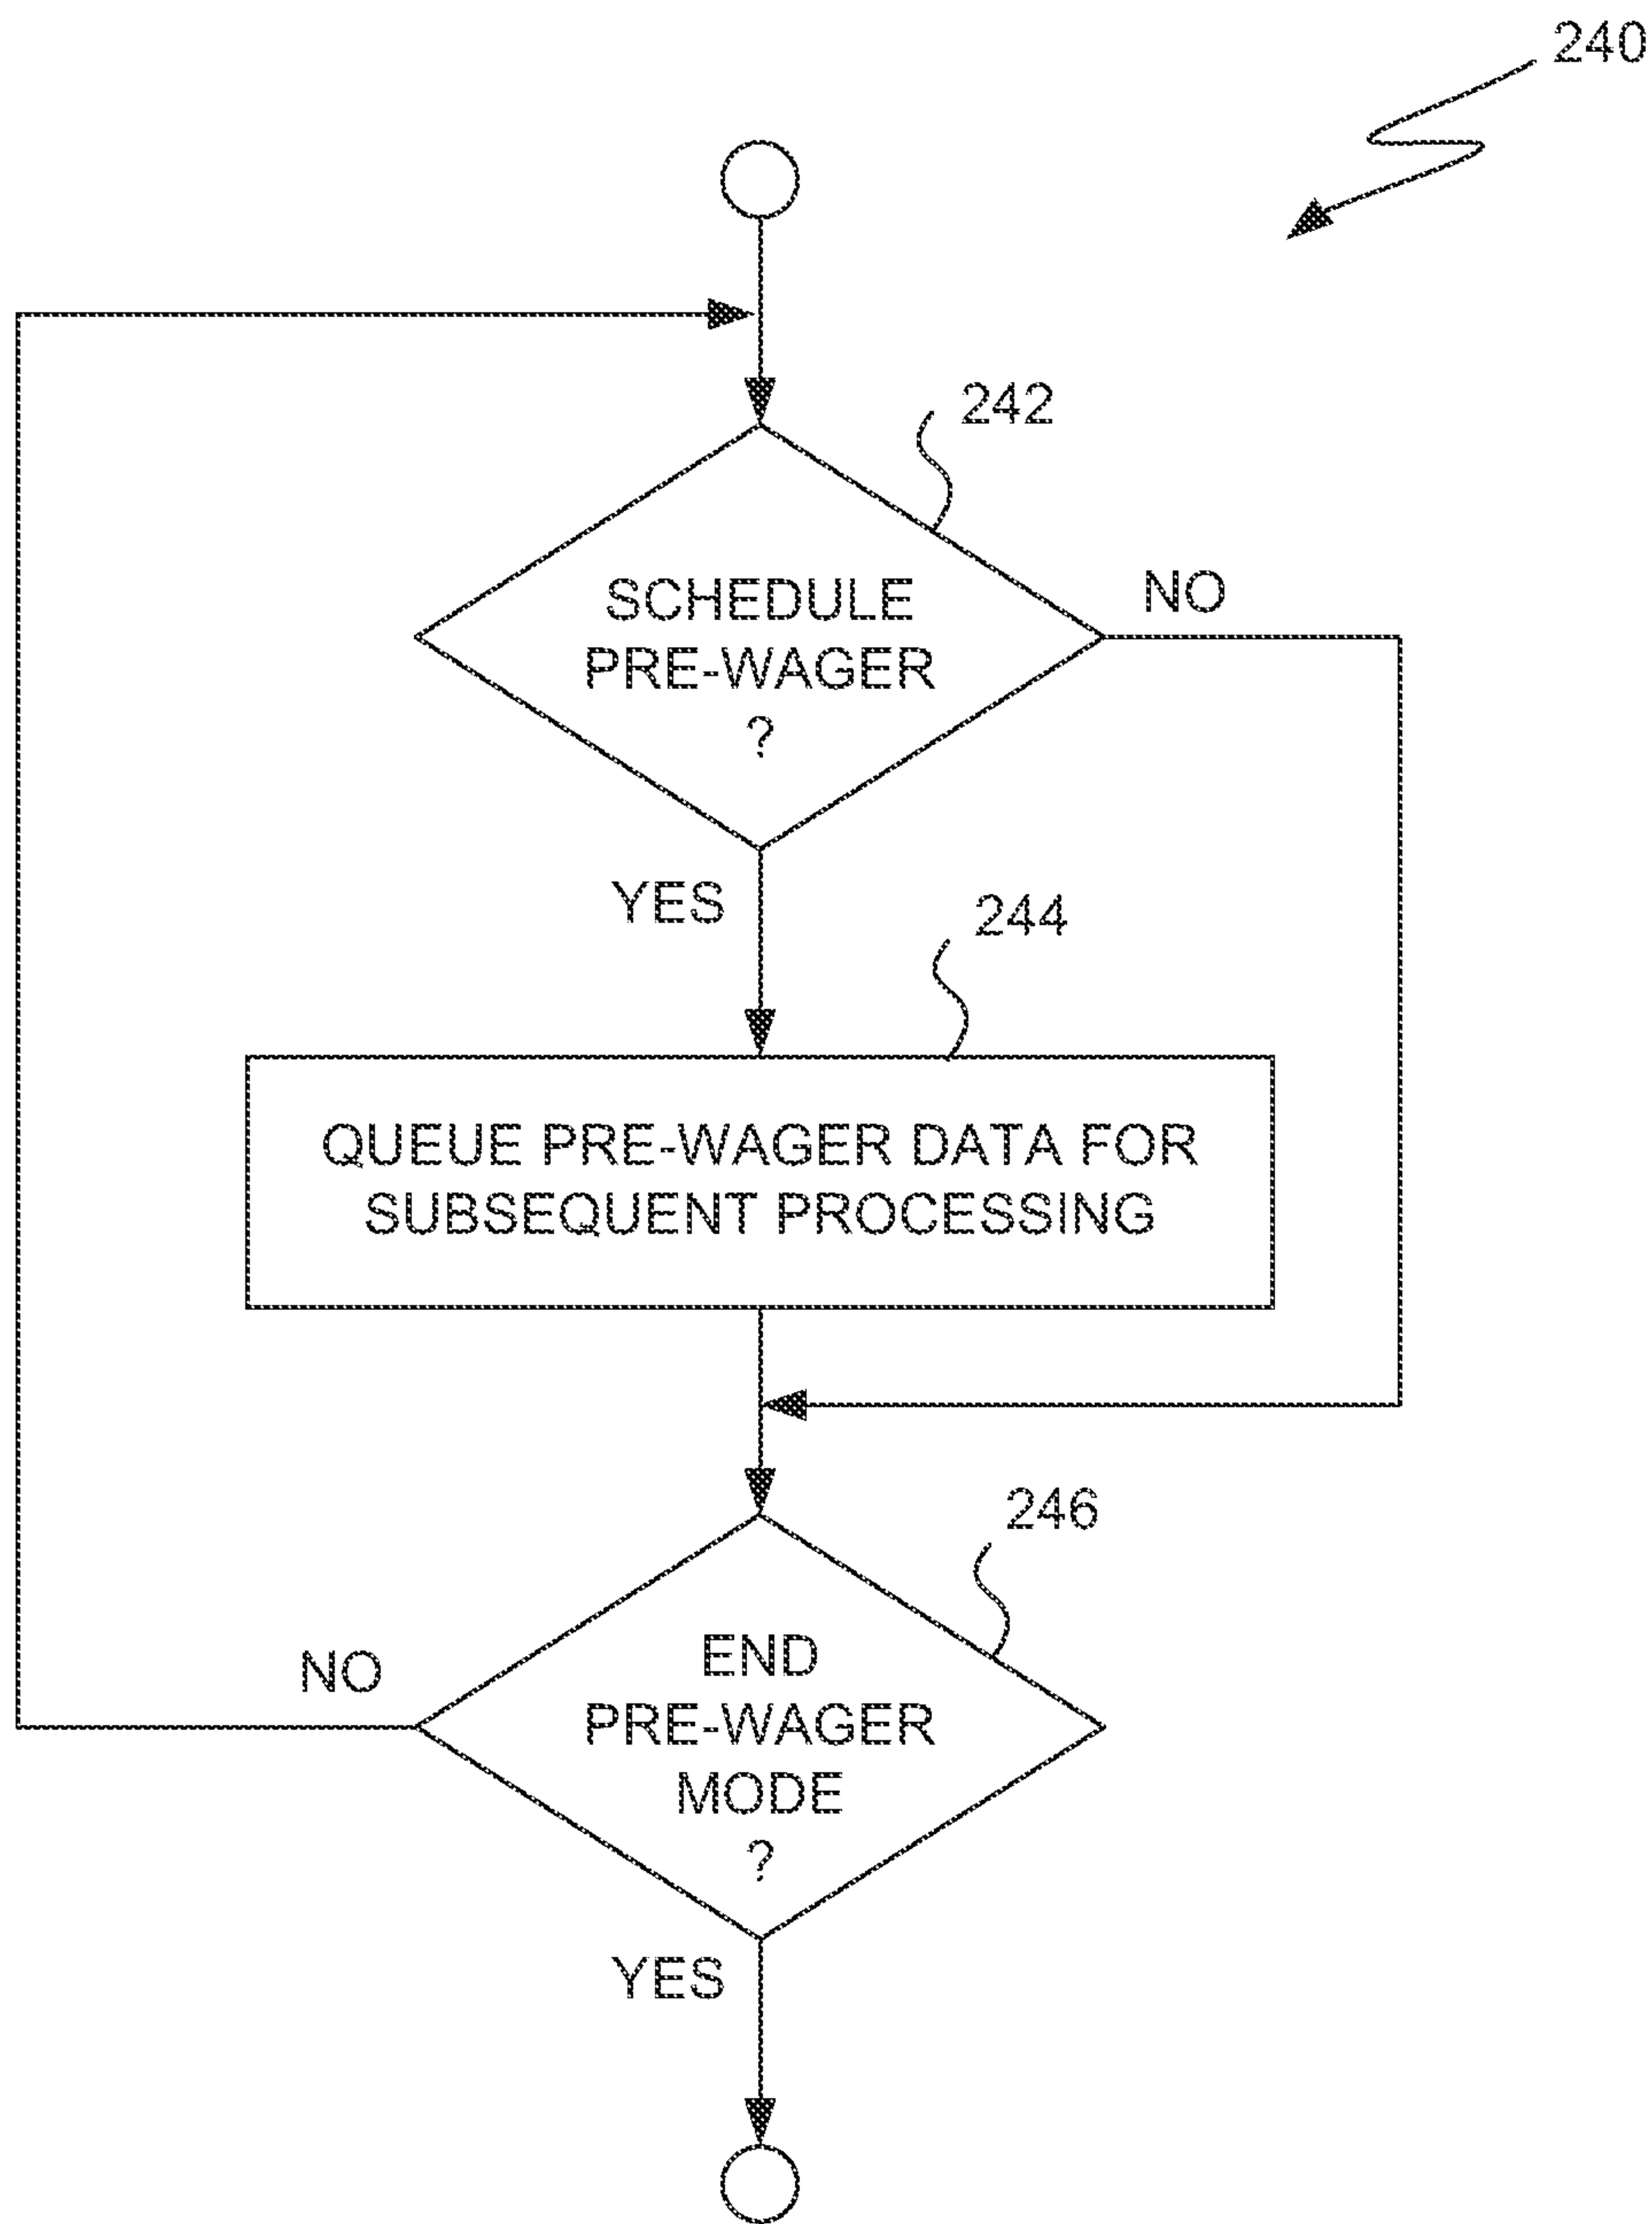 240
242
SCHEDULE
PRE-WAGER
?
NO
YES
244
QUEUE PRE-WAGER DATA FOR
SUBSEQUENT PROCESSING
246
END
PRE-WAGER
MODE
?
NO
YES